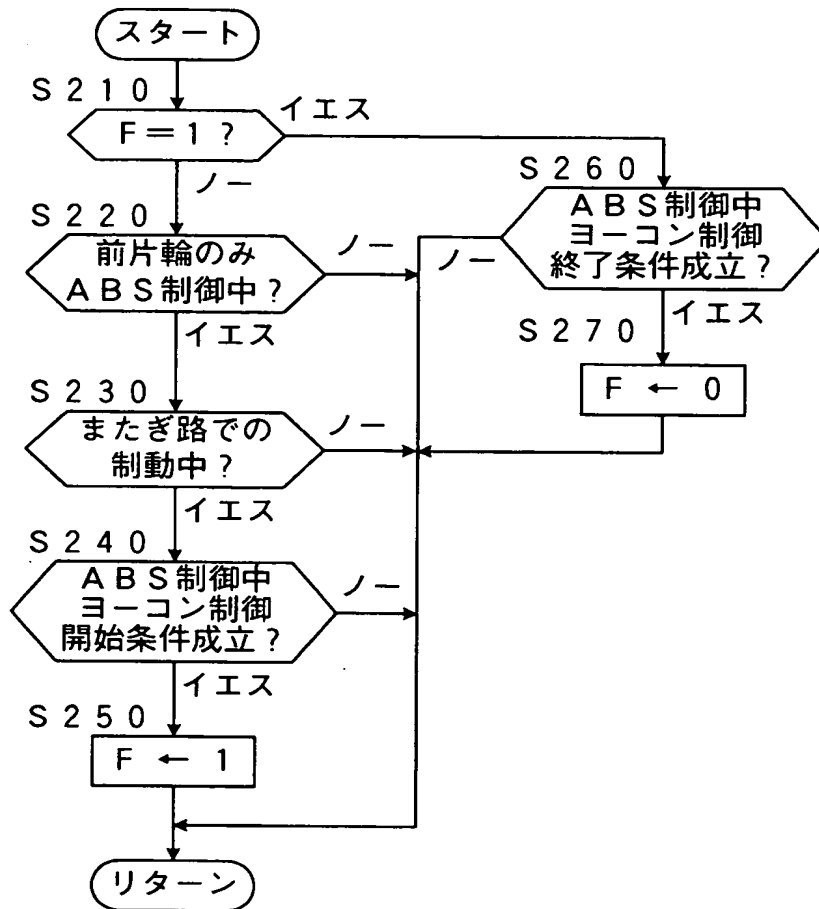 スタート
S210
F=1?
イエス
ノー
S220
前片輪のみ
ABS制御中?
ノー
イエス
S230
またぎ路での
制動中?
ノー
イエス
S240
ABS制御中
ヨーコン制御
開始条件成立?
ノー
イエス
S250
F ← 1
リターン
S260
ABS制御中
ヨーコン制御
終了条件成立?
ノー
イエス
S270
F ← 0